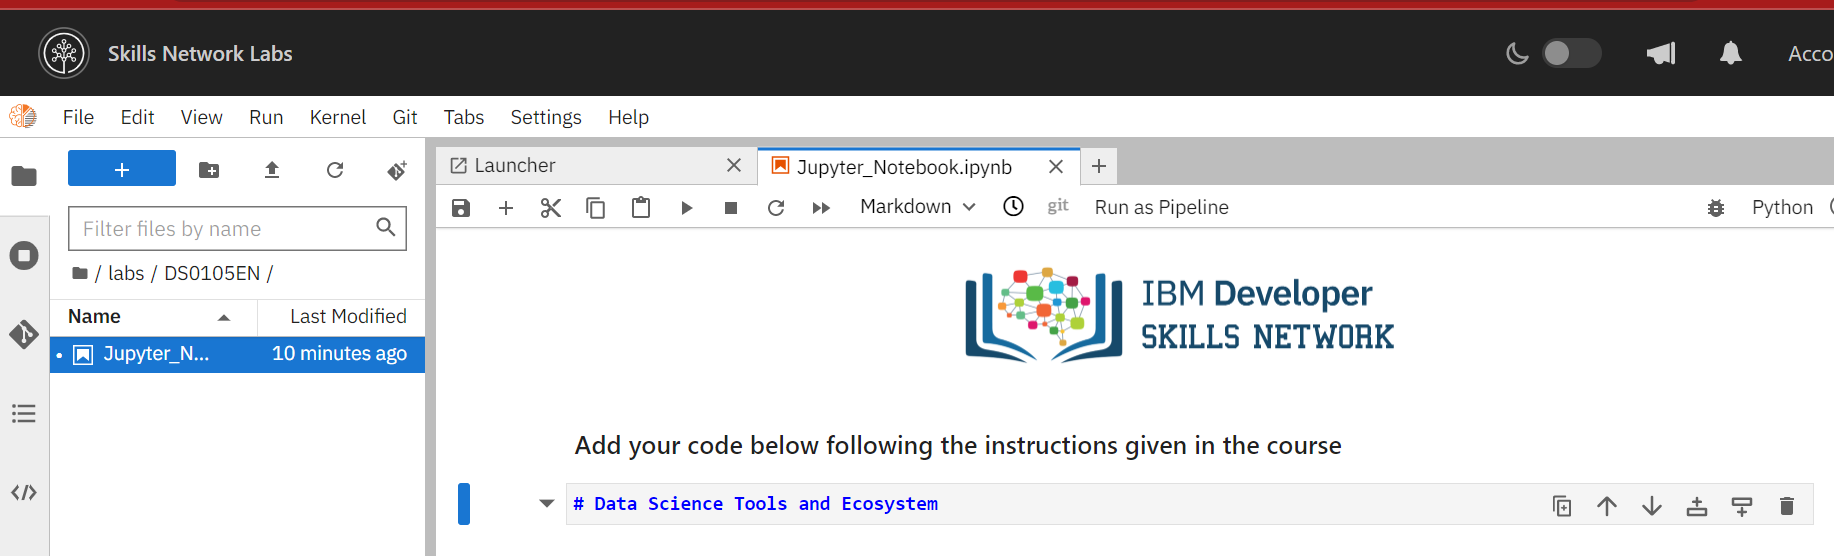 Skills Network Labs
Acco
File Edit View Run Kernel Git Tabs Settings Help
Launcher
Jupyter_Notebook.ipynb
Filter files by name
/ labs / DS0105EN /
Name Last Modified
Jupyter_N... 10 minutes ago
Markdown git Run as Pipeline Python
IBM Developer
SKILLS NETWORK
Add your code below following the instructions given in the course
# Data Science Tools and Ecosystem